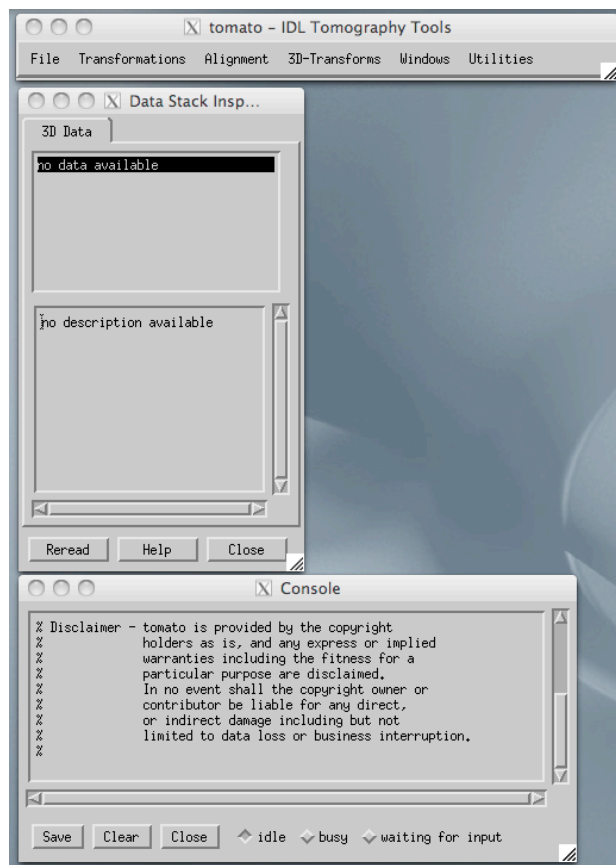 tomato – IDL Tomography Tools
File Transformations Alignment 3D-Transforms Windows Utilities
Data Stack Insp...
3D Data
no data available
no description available
Reread Help Close
Console
% Disclaimer - tomato is provided by the copyright
% holders as is, and any express or implied
% warranties including the fitness for a
% particular purpose are disclaimed.
% In no event shall the copyright owner or
% contributor be liable for any direct,
% or indirect damage including but not
% limited to data loss or business interruption.
%
Save Clear Close idle busy waiting for input